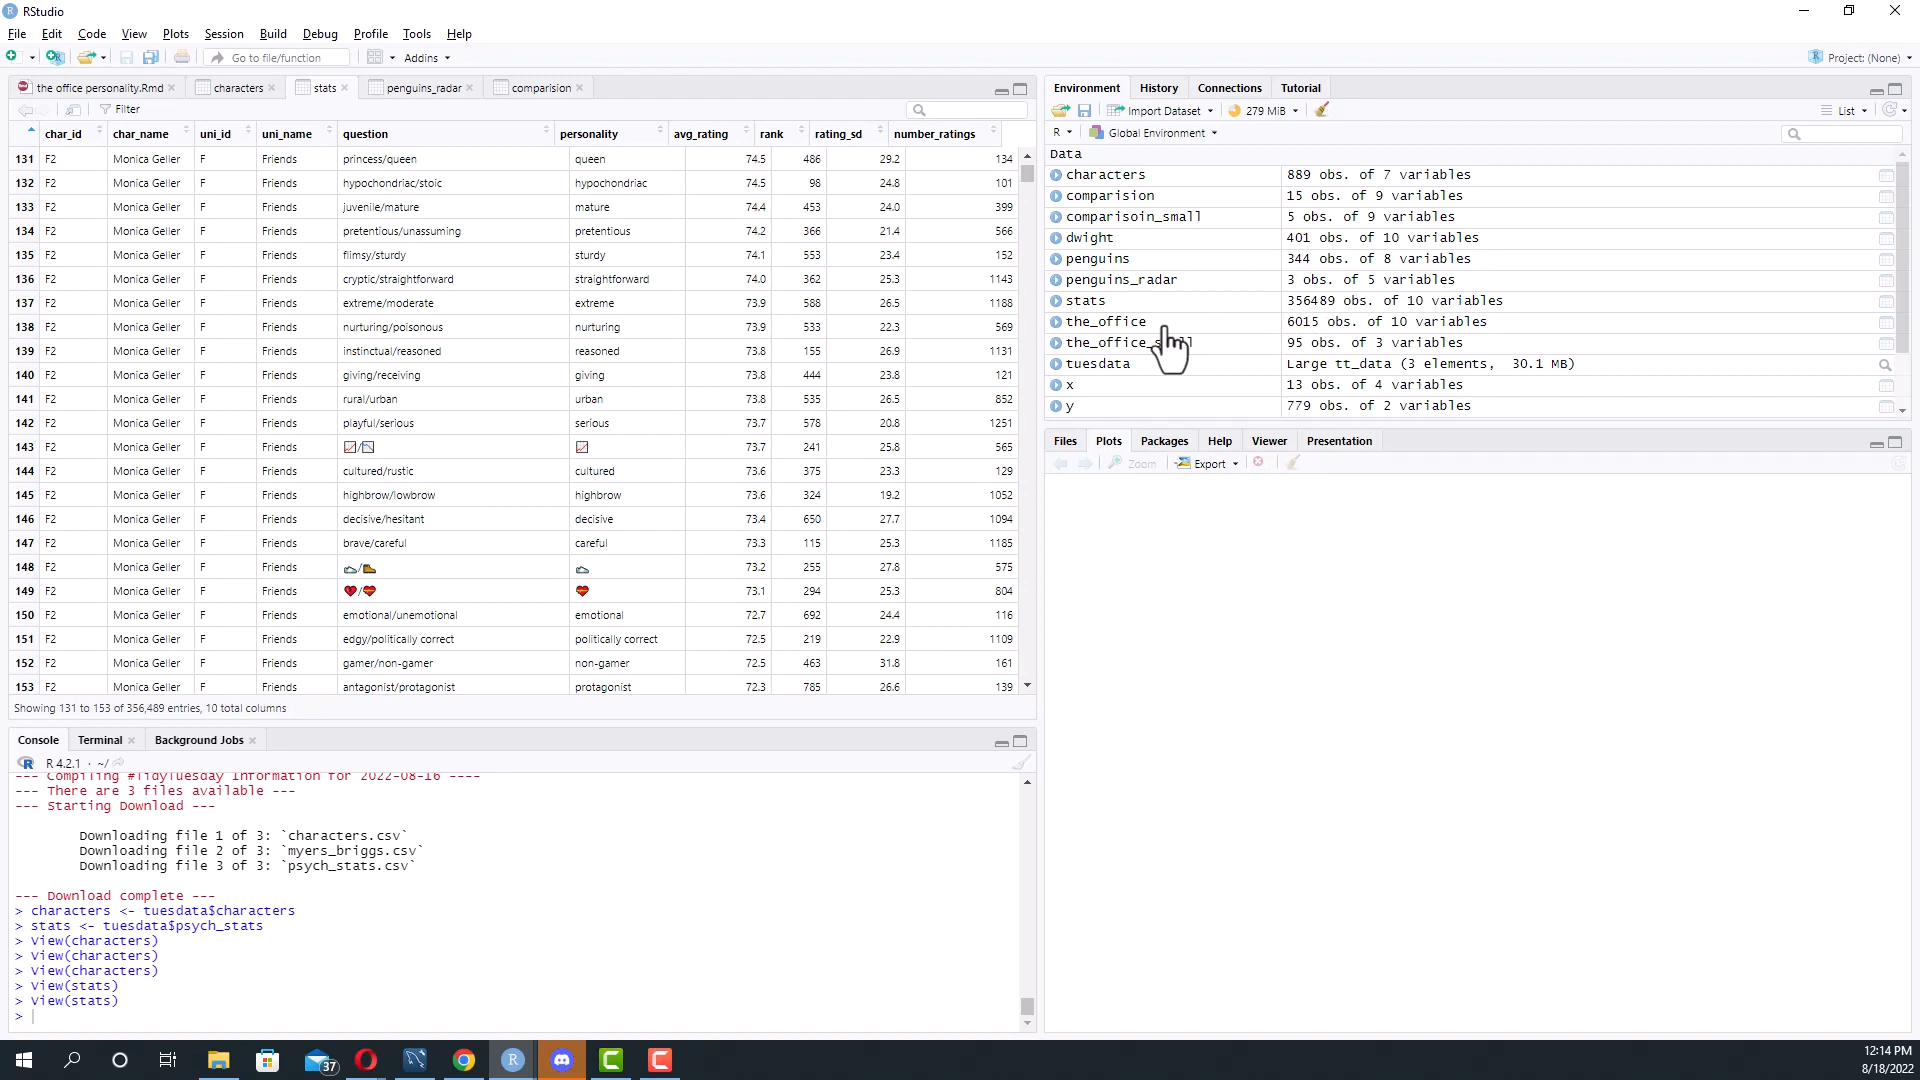 RStudio
File Edit Code View Plots Session Build Debug Profile Tools Help
Go to file/function Addins Project: (None)
the office personality.Rmd characters stats penguins_radar comparision
Filter
char_id char_name uni_id uni_name question personality avg_rating rank rating_sd number_ratings
131 F2 Monica Geller F Friends princess/queen queen 74.5 486 29.2 134
132 F2 Monica Geller F Friends hypochondriac/stoic hypochondriac 74.5 98 24.8 101
133 F2 Monica Geller F Friends juvenile/mature mature 74.4 453 24.0 399
134 F2 Monica Geller F Friends pretentious/unassuming pretentious 74.2 366 21.4 566
135 F2 Monica Geller F Friends flimsy/sturdy sturdy 74.1 553 23.4 152
136 F2 Monica Geller F Friends cryptic/straightforward straightforward 74.0 362 25.3 1143
137 F2 Monica Geller F Friends extreme/moderate extreme 73.9 588 26.5 1188
138 F2 Monica Geller F Friends nurturing/poisonous nurturing 73.9 533 22.3 569
139 F2 Monica Geller F Friends instinctual/reasoned reasoned 73.8 155 26.9 1131
140 F2 Monica Geller F Friends giving/receiving giving 73.8 444 23.8 121
141 F2 Monica Geller F Friends rural/urban urban 73.8 535 26.5 852
142 F2 Monica Geller F Friends playful/serious serious 73.7 578 20.8 1251
143 F2 Monica Geller F Friends 📈/📉 📈 73.7 241 25.8 565
144 F2 Monica Geller F Friends cultured/rustic cultured 73.6 375 23.3 129
145 F2 Monica Geller F Friends highbrow/lowbrow highbrow 73.6 324 19.2 1052
146 F2 Monica Geller F Friends decisive/hesitant decisive 73.4 650 27.7 1094
147 F2 Monica Geller F Friends brave/careful careful 73.3 115 25.3 1185
148 F2 Monica Geller F Friends 👟/🥾 👟 73.2 255 27.8 575
149 F2 Monica Geller F Friends 💔/💝 💝 73.1 294 25.3 804
150 F2 Monica Geller F Friends emotional/unemotional emotional 72.7 692 24.4 116
151 F2 Monica Geller F Friends edgy/politically correct politically correct 72.5 219 22.9 1109
152 F2 Monica Geller F Friends gamer/non-gamer non-gamer 72.5 463 31.8 161
153 F2 Monica Geller F Friends antagonist/protagonist protagonist 72.3 785 26.6 139
Showing 131 to 153 of 356,489 entries, 10 total columns
Console Terminal Background Jobs
R 4.2.1 · ~/
--- Compiling #TidyTuesday Information for 2022-08-16 ----
--- There are 3 files available ---
--- Starting Download ---
Downloading file 1 of 3: `characters.csv`
Downloading file 2 of 3: `myers_briggs.csv`
Downloading file 3 of 3: `psych_stats.csv`
--- Download complete ---
> characters <- tuesdata$characters
> stats <- tuesdata$psych_stats
> View(characters)
> View(characters)
> View(characters)
> View(stats)
> View(stats)
>
Environment History Connections Tutorial
Import Dataset 279 MiB List
R Global Environment
Data
characters 889 obs. of 7 variables
comparision 15 obs. of 9 variables
comparisoin_small 5 obs. of 9 variables
dwight 401 obs. of 10 variables
penguins 344 obs. of 8 variables
penguins_radar 3 obs. of 5 variables
stats 356489 obs. of 10 variables
the_office 6015 obs. of 10 variables
the_office_small 95 obs. of 3 variables
tuesdata Large tt_data (3 elements, 30.1 MB)
x 13 obs. of 4 variables
y 779 obs. of 2 variables
Files Plots Packages Help Viewer Presentation
Zoom Export
37
12:14 PM
8/18/2022